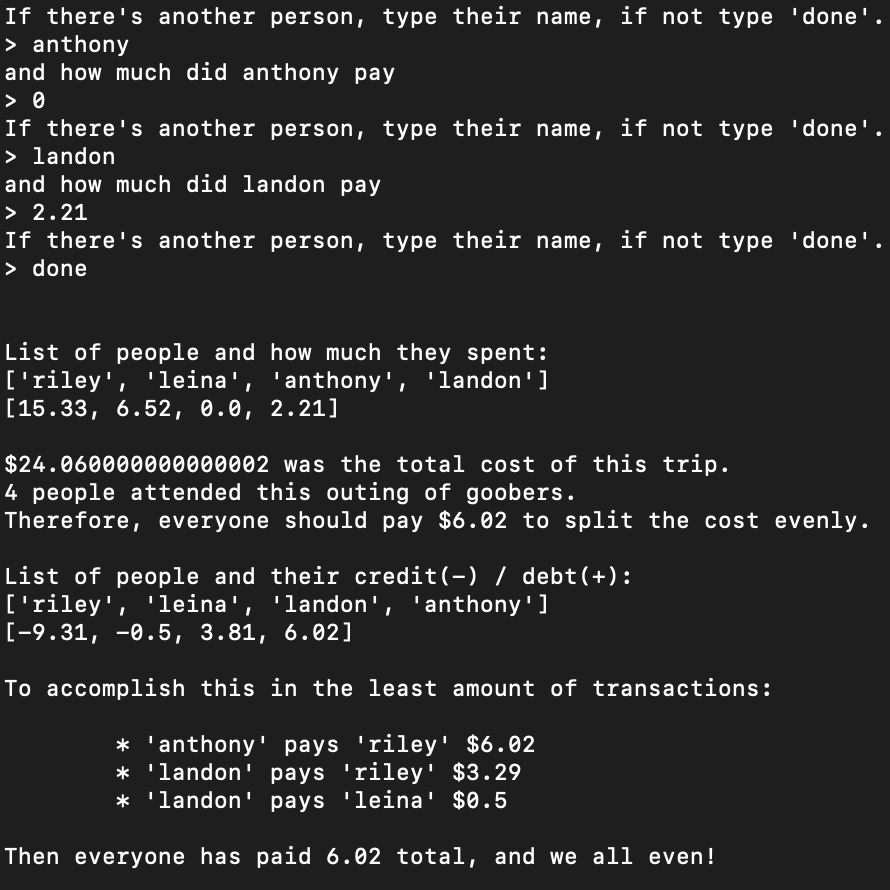 If there's another person, type their name, if not type 'done'.
> anthony
and how much did anthony pay
> 0
If there's another person, type their name, if not type 'done'.
> landon
and how much did landon pay
> 2.21
If there's another person, type their name, if not type 'done'.
> done
List of people and how much they spent:
['riley', 'leina', 'anthony', 'landon']
[15.33, 6.52, 0.0, 2.21]
$24.060000000000002 was the total cost of this trip.
4 people attended this outing of goobers.
Therefore, everyone should pay $6.02 to split the cost evenly.
List of people and their credit(-) / debt(+):
['riley', 'leina', 'landon', 'anthony']
[-9.31, -0.5, 3.81, 6.02]
To accomplish this in the least amount of transactions:
* 'anthony' pays 'riley' $6.02
* 'landon' pays 'riley' $3.29
* 'landon' pays 'leina' $0.5
Then everyone has paid 6.02 total, and we all even!